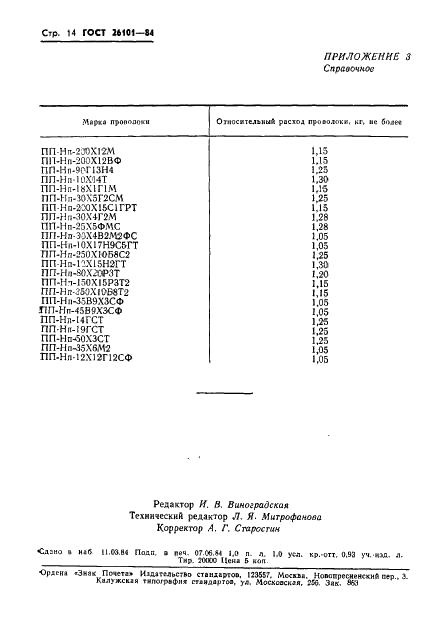 Стр. 14 ГОСТ 26101—84
ПРИЛОЖЕНИЕ 3
Справочное
Марка проволоки Относительный расход проволоки, кг, не более
ПП-Нп-200Х12М 1,15
ПП-Нп-200Х12ВФ 1,15
ПП-Нп-90Г13Н4 1,25
ПП-Нп-10Х14Т 1,30
ПП-Нп-18Х1Г1М 1,15
ПП-Нп-30Х5Г2СМ 1,25
ПП-Нп-200Х15С1ГРТ 1,15
ПП-Нп-30Х4Г2М 1,28
ПП-Нп-25Х5ФМС 1,28
ПП-Нп-30Х4В2М2ФС 1,05
ПП-Нп-10Х17Н9С5ГТ 1,05
ПП-Нп-250Х10Б8С2 1,25
ПП-Нп-12Х15Н2ГТ 1,30
ПП-Нп-80Х20Р3Т 1,20
ПП-Нп-150Х15Р3Т2 1,15
ПП-Нп-350Х10Б8Т2 1,15
ПП-Нп-35В9Х3СФ 1,05
ПП-Нп-45В9Х3СФ 1,05
ПП-Нп-14ГСТ 1,25
ПП-Нп-19ГСТ 1,25
ПП-Нп-50Х3СТ 1,25
ПП-Нп-35Х6М2 1,05
ПП-Нп-12Х12Г12СФ 1,05
Редактор И. В. Виноградская
Технический редактор Л. Я. Митрофанова
Корректор А. Г. Старостин
Сдано в наб. 11.03.84 Подп. в печ. 07.06.84 1,0 п. л. 1,0 усл. кр.-отт. 0,93 уч.-изд. л.
Тир. 20000 Цена 5 коп.
Ордена «Знак Почета» Издательство стандартов, 123557, Москва, Новопресненский пер., 3.
Калужская типография стандартов, ул. Московская, 256. Зак. 863